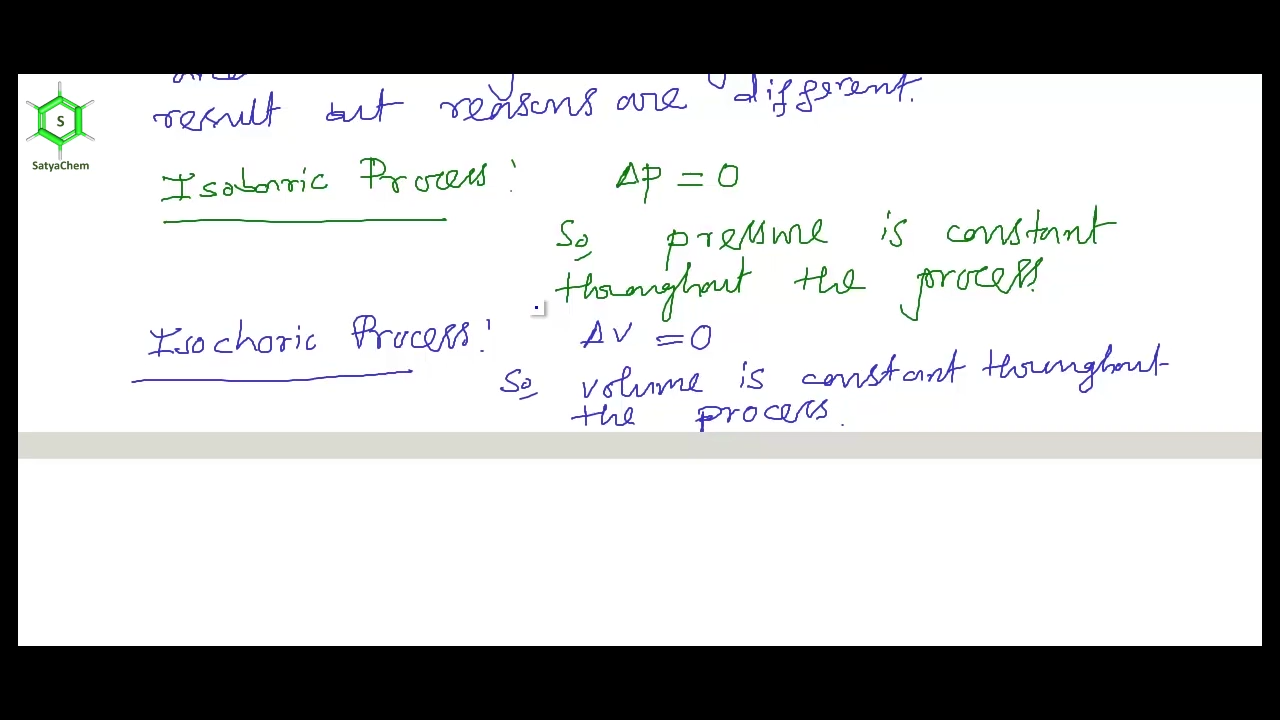 result but reasons are different.
S
SatyaChem
Isobaric Process: Δp = 0
So pressure is constant
throughout the process.
Isochoric Process: ΔV = 0
So volume is constant throughout
the process.